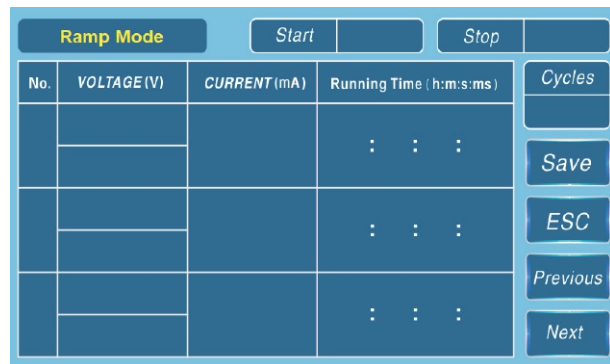 Ramp Mode Start Stop
No. VOLTAGE(V) CURRENT(mA) Running Time (h:m:s:ms) Cycles
: : :
Save
: : :
ESC
Previous
: : :
Next